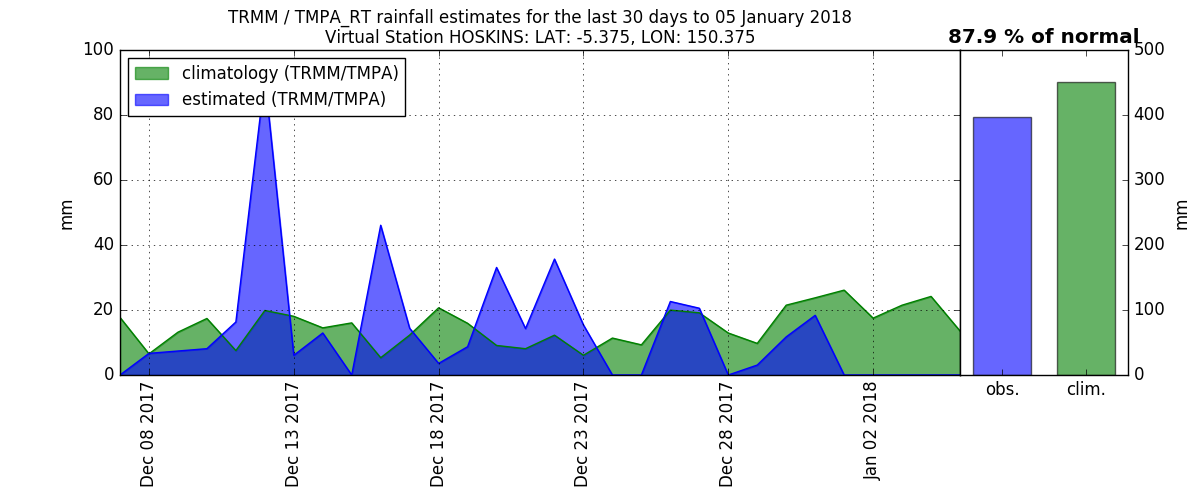 TRMM / TMPA_RT rainfall estimates for the last 30 days to 05 January 2018
Virtual Station HOSKINS: LAT: -5.375, LON: 150.375
87.9 % of normal
climatology (TRMM/TMPA)
estimated (TRMM/TMPA)
mm
100
80
60
40
20
0
Dec 08 2017
Dec 13 2017
Dec 18 2017
Dec 23 2017
Dec 28 2017
Jan 02 2018
obs.
clim.
500
400
300
200
100
0
mm